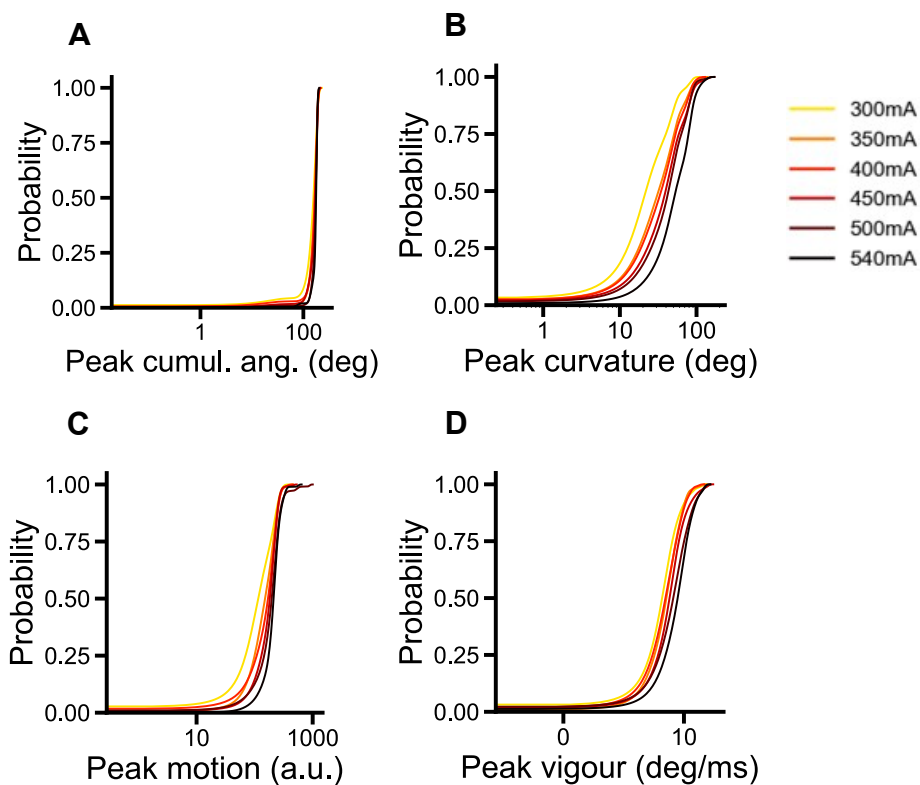 A
1.00
0.75
0.50
0.25
0.00
Probability
1
100
Peak cumul. ang. (deg)
B
1.00
0.75
0.50
0.25
0.00
Probability
1
10
100
Peak curvature (deg)
300mA
350mA
400mA
450mA
500mA
540mA
C
1.00
0.75
0.50
0.25
0.00
Probability
10
1000
Peak motion (a.u.)
D
1.00
0.75
0.50
0.25
0.00
Probability
0
10
Peak vigour (deg/ms)